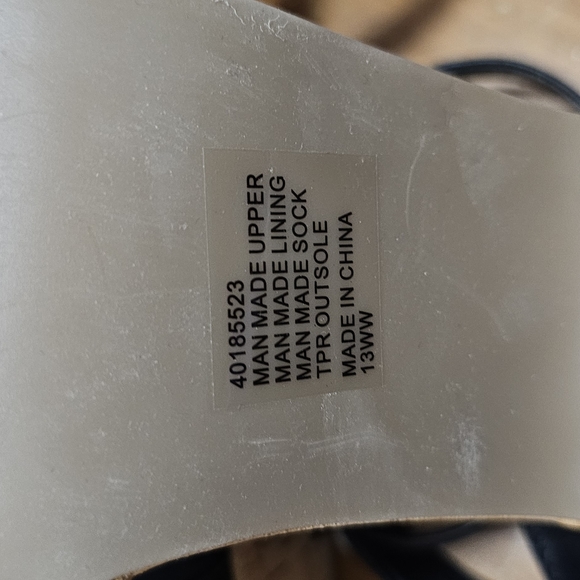 40185523
MAN MADE UPPER
MAN MADE LINING
MAN MADE SOCK
TPR OUTSOLE
MADE IN CHINA
13WW